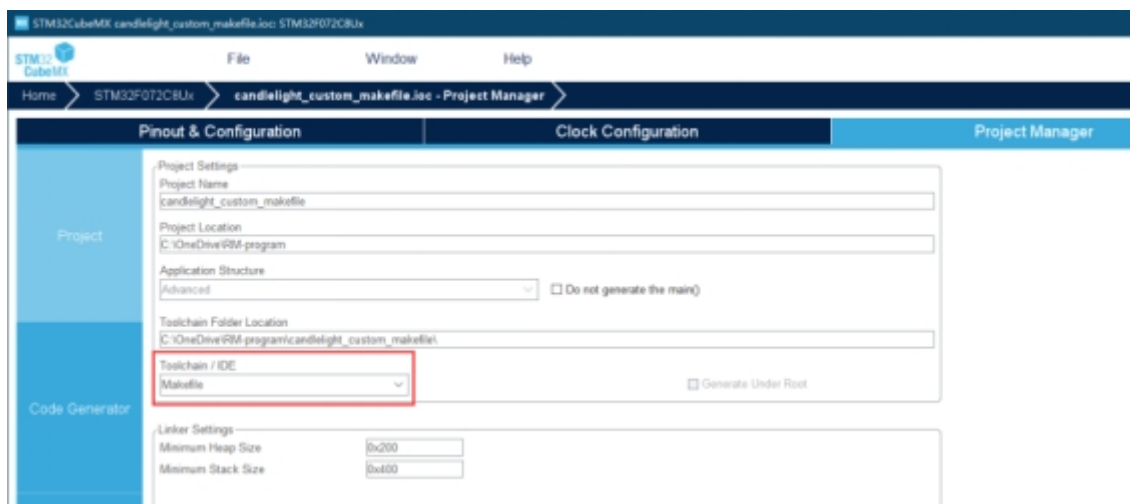 STM32CubeMX candlelight_custom_makefile.ioc: STM32F072C8Ux
STM32 CubeMX
File Window Help
Home STM32F072C8Ux candlelight_custom_makefile.ioc - Project Manager
Pinout & Configuration Clock Configuration Project Manager
Project
Code Generator
Project Settings
Project Name
candlelight_custom_makefile
Project Location
C:\OneDrive\RM-program
Application Structure
Advanced Do not generate the main()
Toolchain Folder Location
C:\OneDrive\RM-program\candlelight_custom_makefile\
Toolchain / IDE
Makefile Generate Under Root
Linker Settings
Minimum Heap Size 0x200
Minimum Stack Size 0x400